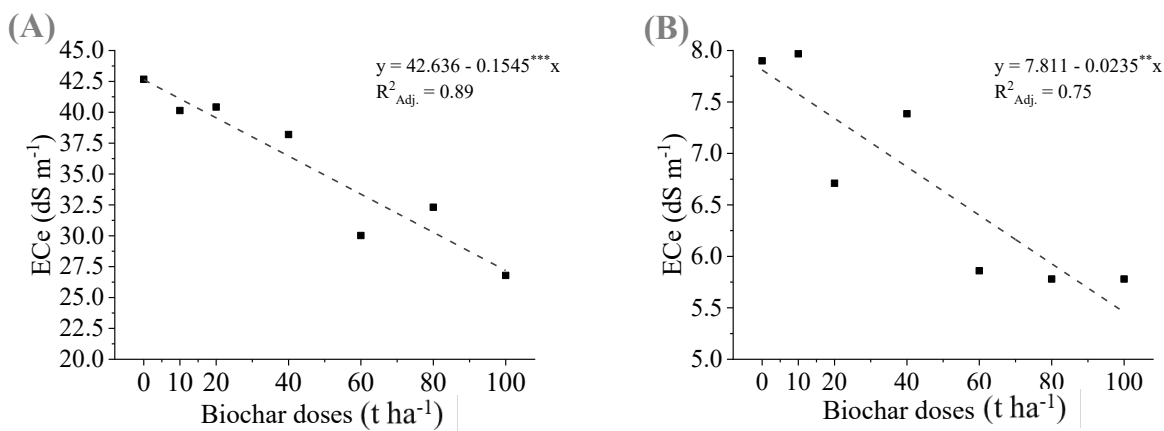 (A)
y = 42.636 - 0.1545***x
R²Adj. = 0.89
ECe (dS m⁻¹)
45.0
42.5
40.0
37.5
35.0
32.5
30.0
27.5
25.0
22.5
20.0
0 10 20 40 60 80 100
Biochar doses (t ha⁻¹)
(B)
y = 7.811 - 0.0235**x
R²Adj. = 0.75
ECe (dS m⁻¹)
8.0
7.5
7.0
6.5
6.0
5.5
5.0
0 10 20 40 60 80 100
Biochar doses (t ha⁻¹)